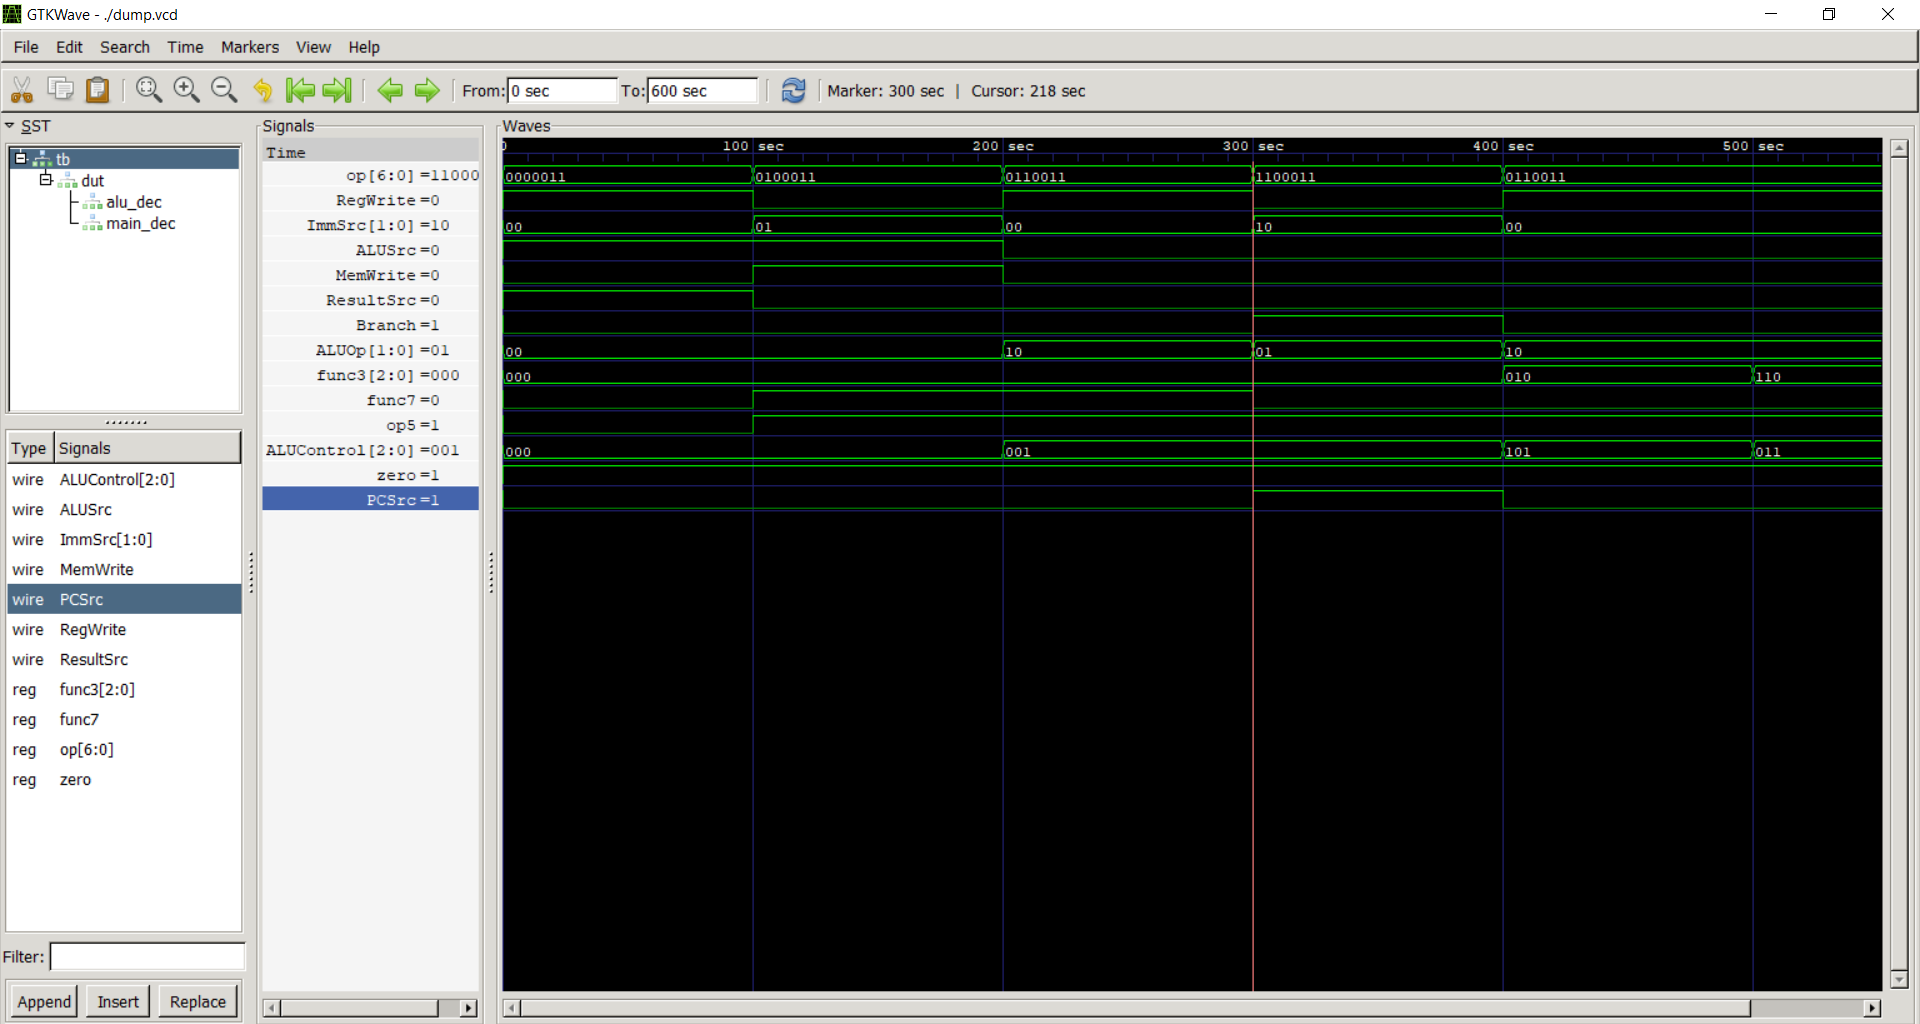 GTKWave - ./dump.vcd
File Edit Search Time Markers View Help
From: 0 sec To: 600 sec Marker: 300 sec | Cursor: 218 sec
SST
tb
dut
alu_dec
main_dec
Type Signals
wire ALUControl[2:0]
wire ALUSrc
wire ImmSrc[1:0]
wire MemWrite
wire PCSrc
wire RegWrite
wire ResultSrc
reg func3[2:0]
reg func7
reg op[6:0]
reg zero
Filter:
Append Insert Replace
Signals
Time
op[6:0] =11000
RegWrite =0
ImmSrc[1:0] =10
ALUSrc =0
MemWrite =0
ResultSrc =0
Branch =1
ALUOp[1:0] =01
func3[2:0] =000
func7 =0
op5 =1
ALUControl[2:0] =001
zero =1
PCSrc =1
Waves
0 100 sec 200 sec 300 sec 400 sec 500 sec
0000011 0100011 0110011 1100011 0110011
00 01 00 10 00
00 10 01 10
000 010 110
000 001 101 011